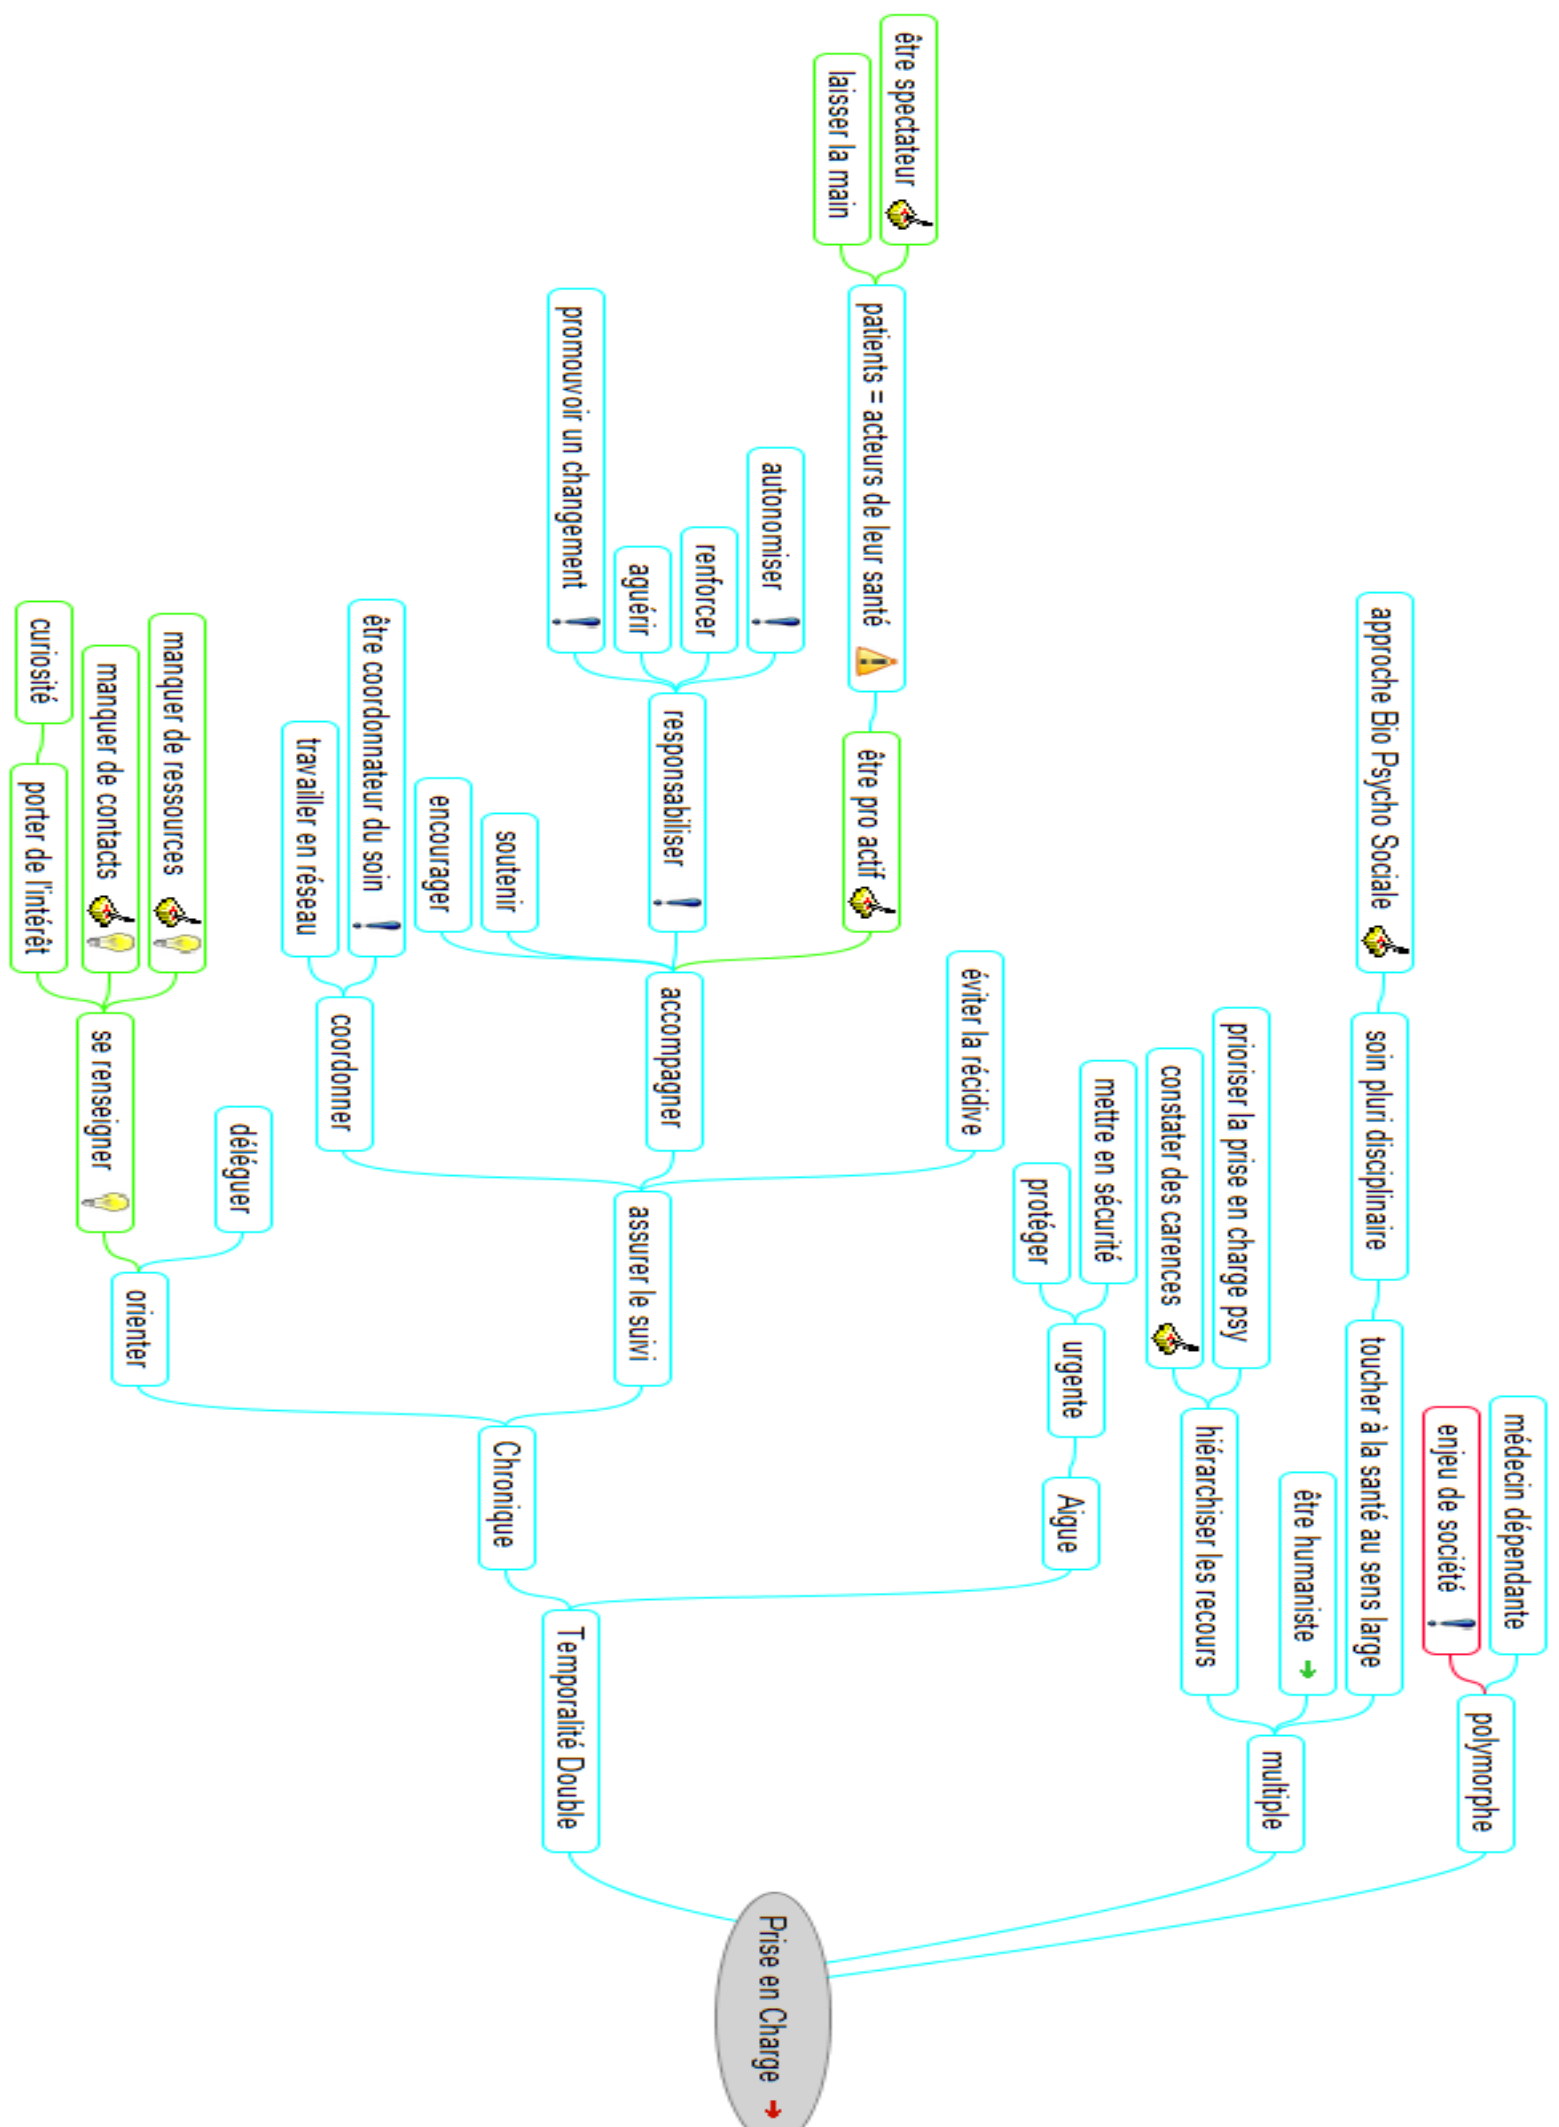 médecin dépendante
polymorphe
enjeu de société
approche Bio Psycho Sociale
soin pluri disciplinaire
toucher à la santé au sens large
être humaniste
multiple
prioriser la prise en charge psy
hiérarchiser les recours
constater des carences
mettre en sécurité
urgente
Aigue
protéger
éviter la récidive
être spectateur
patients = acteurs de leur santé
être pro actif
laisser la main
autonomiser
Prise en Charge
renforcer
responsabiliser
accompagner
aguérir
assurer le suivi
promouvoir un changement
Temporalité Double
soutenir
Chronique
encourager
être coordonnateur du soin
coordonner
travailler en réseau
déléguer
manquer de ressources
orienter
manquer de contacts
se renseigner
curiosité
porter de l'intérêt